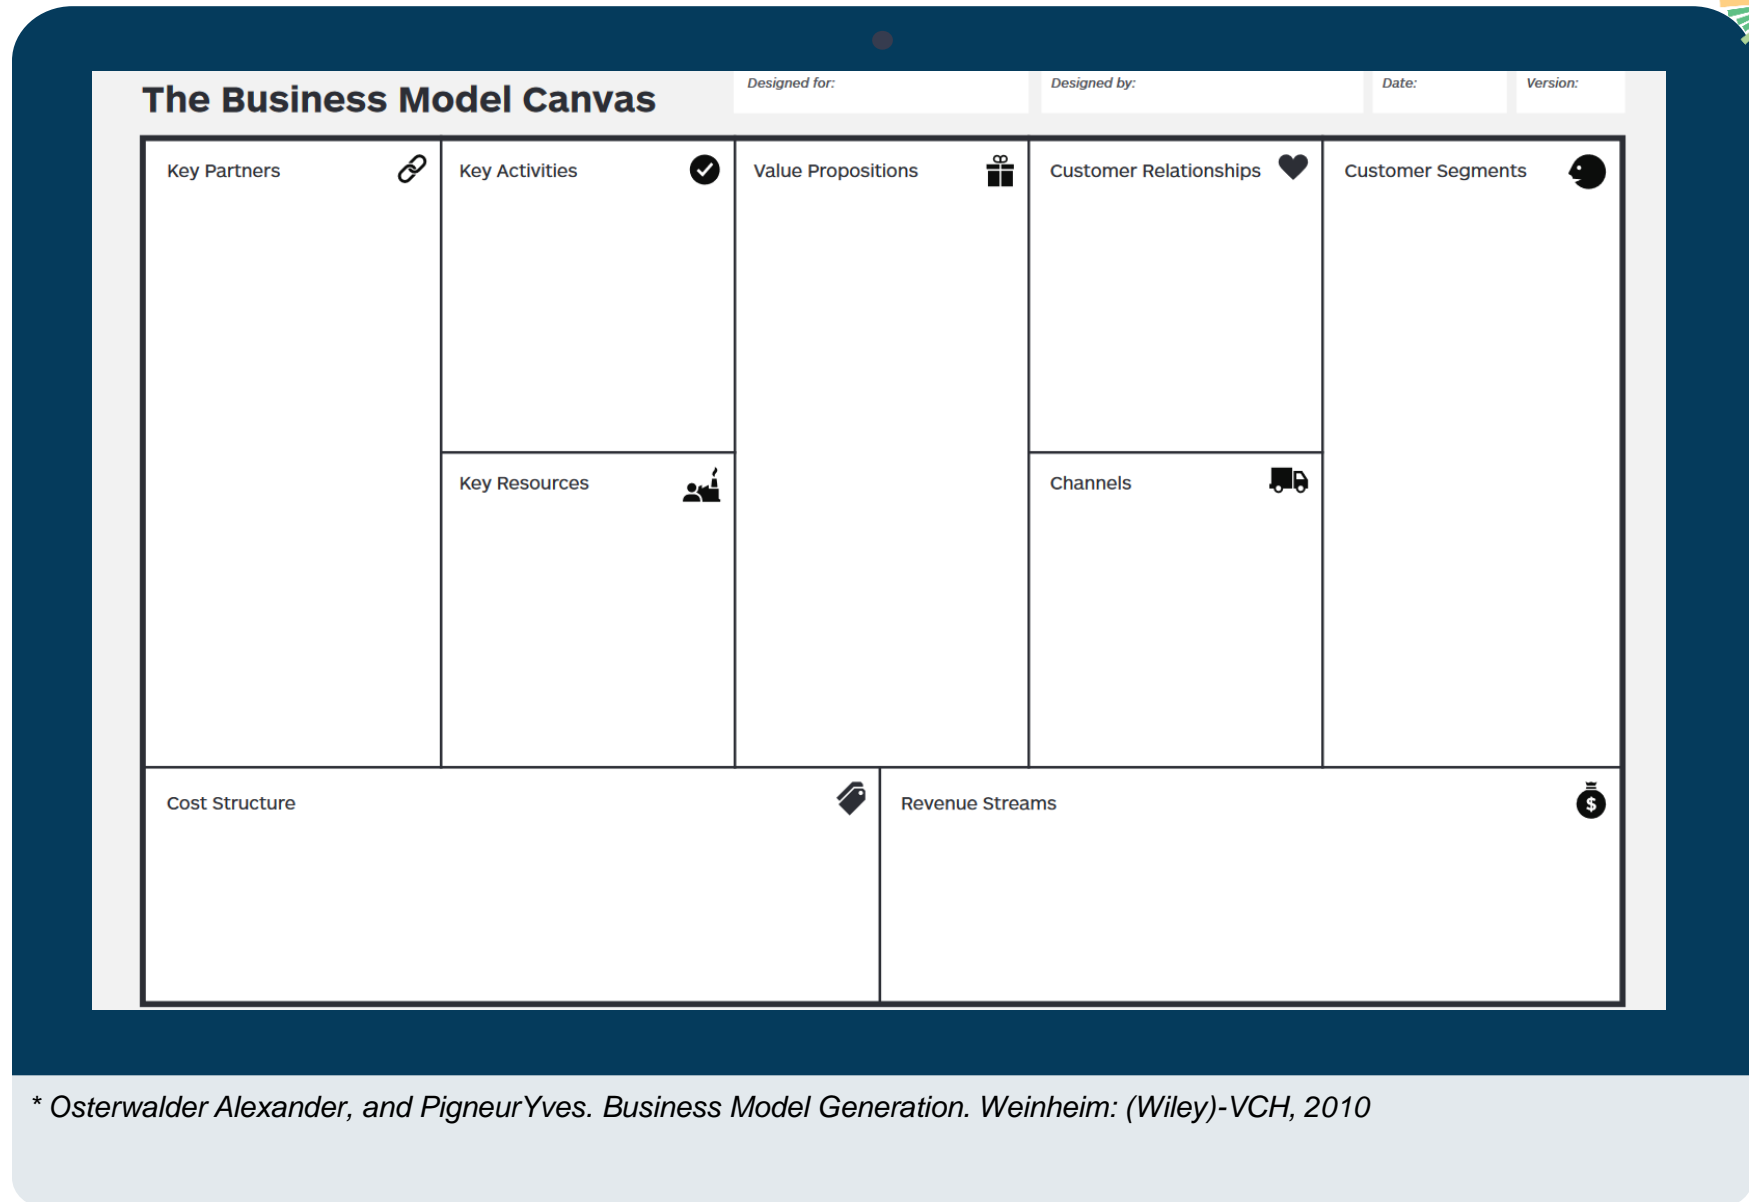 The Business Model Canvas
Designed for:
Designed by:
Date:
Version:
Key Partners
Key Activities
Value Propositions
Customer Relationships
Customer Segments
Key Resources
Channels
Cost Structure
Revenue Streams
$
* Osterwalder Alexander, and PigneurYves. Business Model Generation. Weinheim: (Wiley)-VCH, 2010